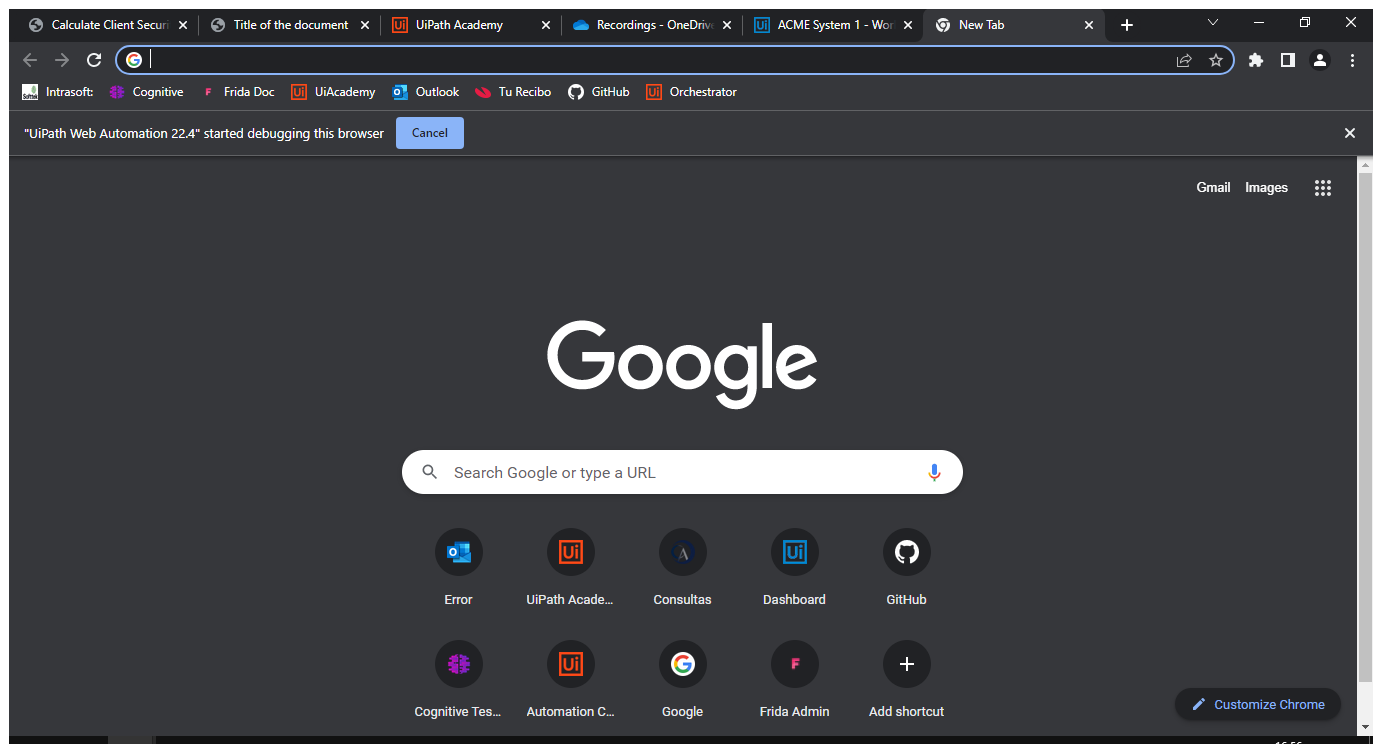 Calculate Client Securi
Title of the document
UiPath Academy
Recordings - OneDrive
ACME System 1 - Wor
New Tab
Intrasoft:
Cognitive
Frida Doc
UiAcademy
Outlook
Tu Recibo
GitHub
Orchestrator
"UiPath Web Automation 22.4" started debugging this browser
Cancel
Gmail
Images
Google
Search Google or type a URL
Error
UiPath Acade...
Consultas
Dashboard
GitHub
Cognitive Tes...
Automation C...
Google
Frida Admin
Add shortcut
Customize Chrome